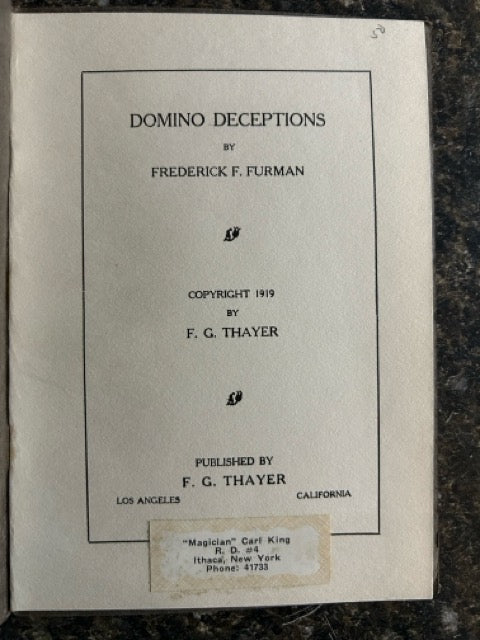 50
DOMINO DECEPTIONS
BY
FREDERICK F. FURMAN
COPYRIGHT 1919
BY
F. G. THAYER
PUBLISHED BY
F. G. THAYER
LOS ANGELES CALIFORNIA
"Magician" Carl King
R. D. #4
Ithaca, New York
Phone: 41733